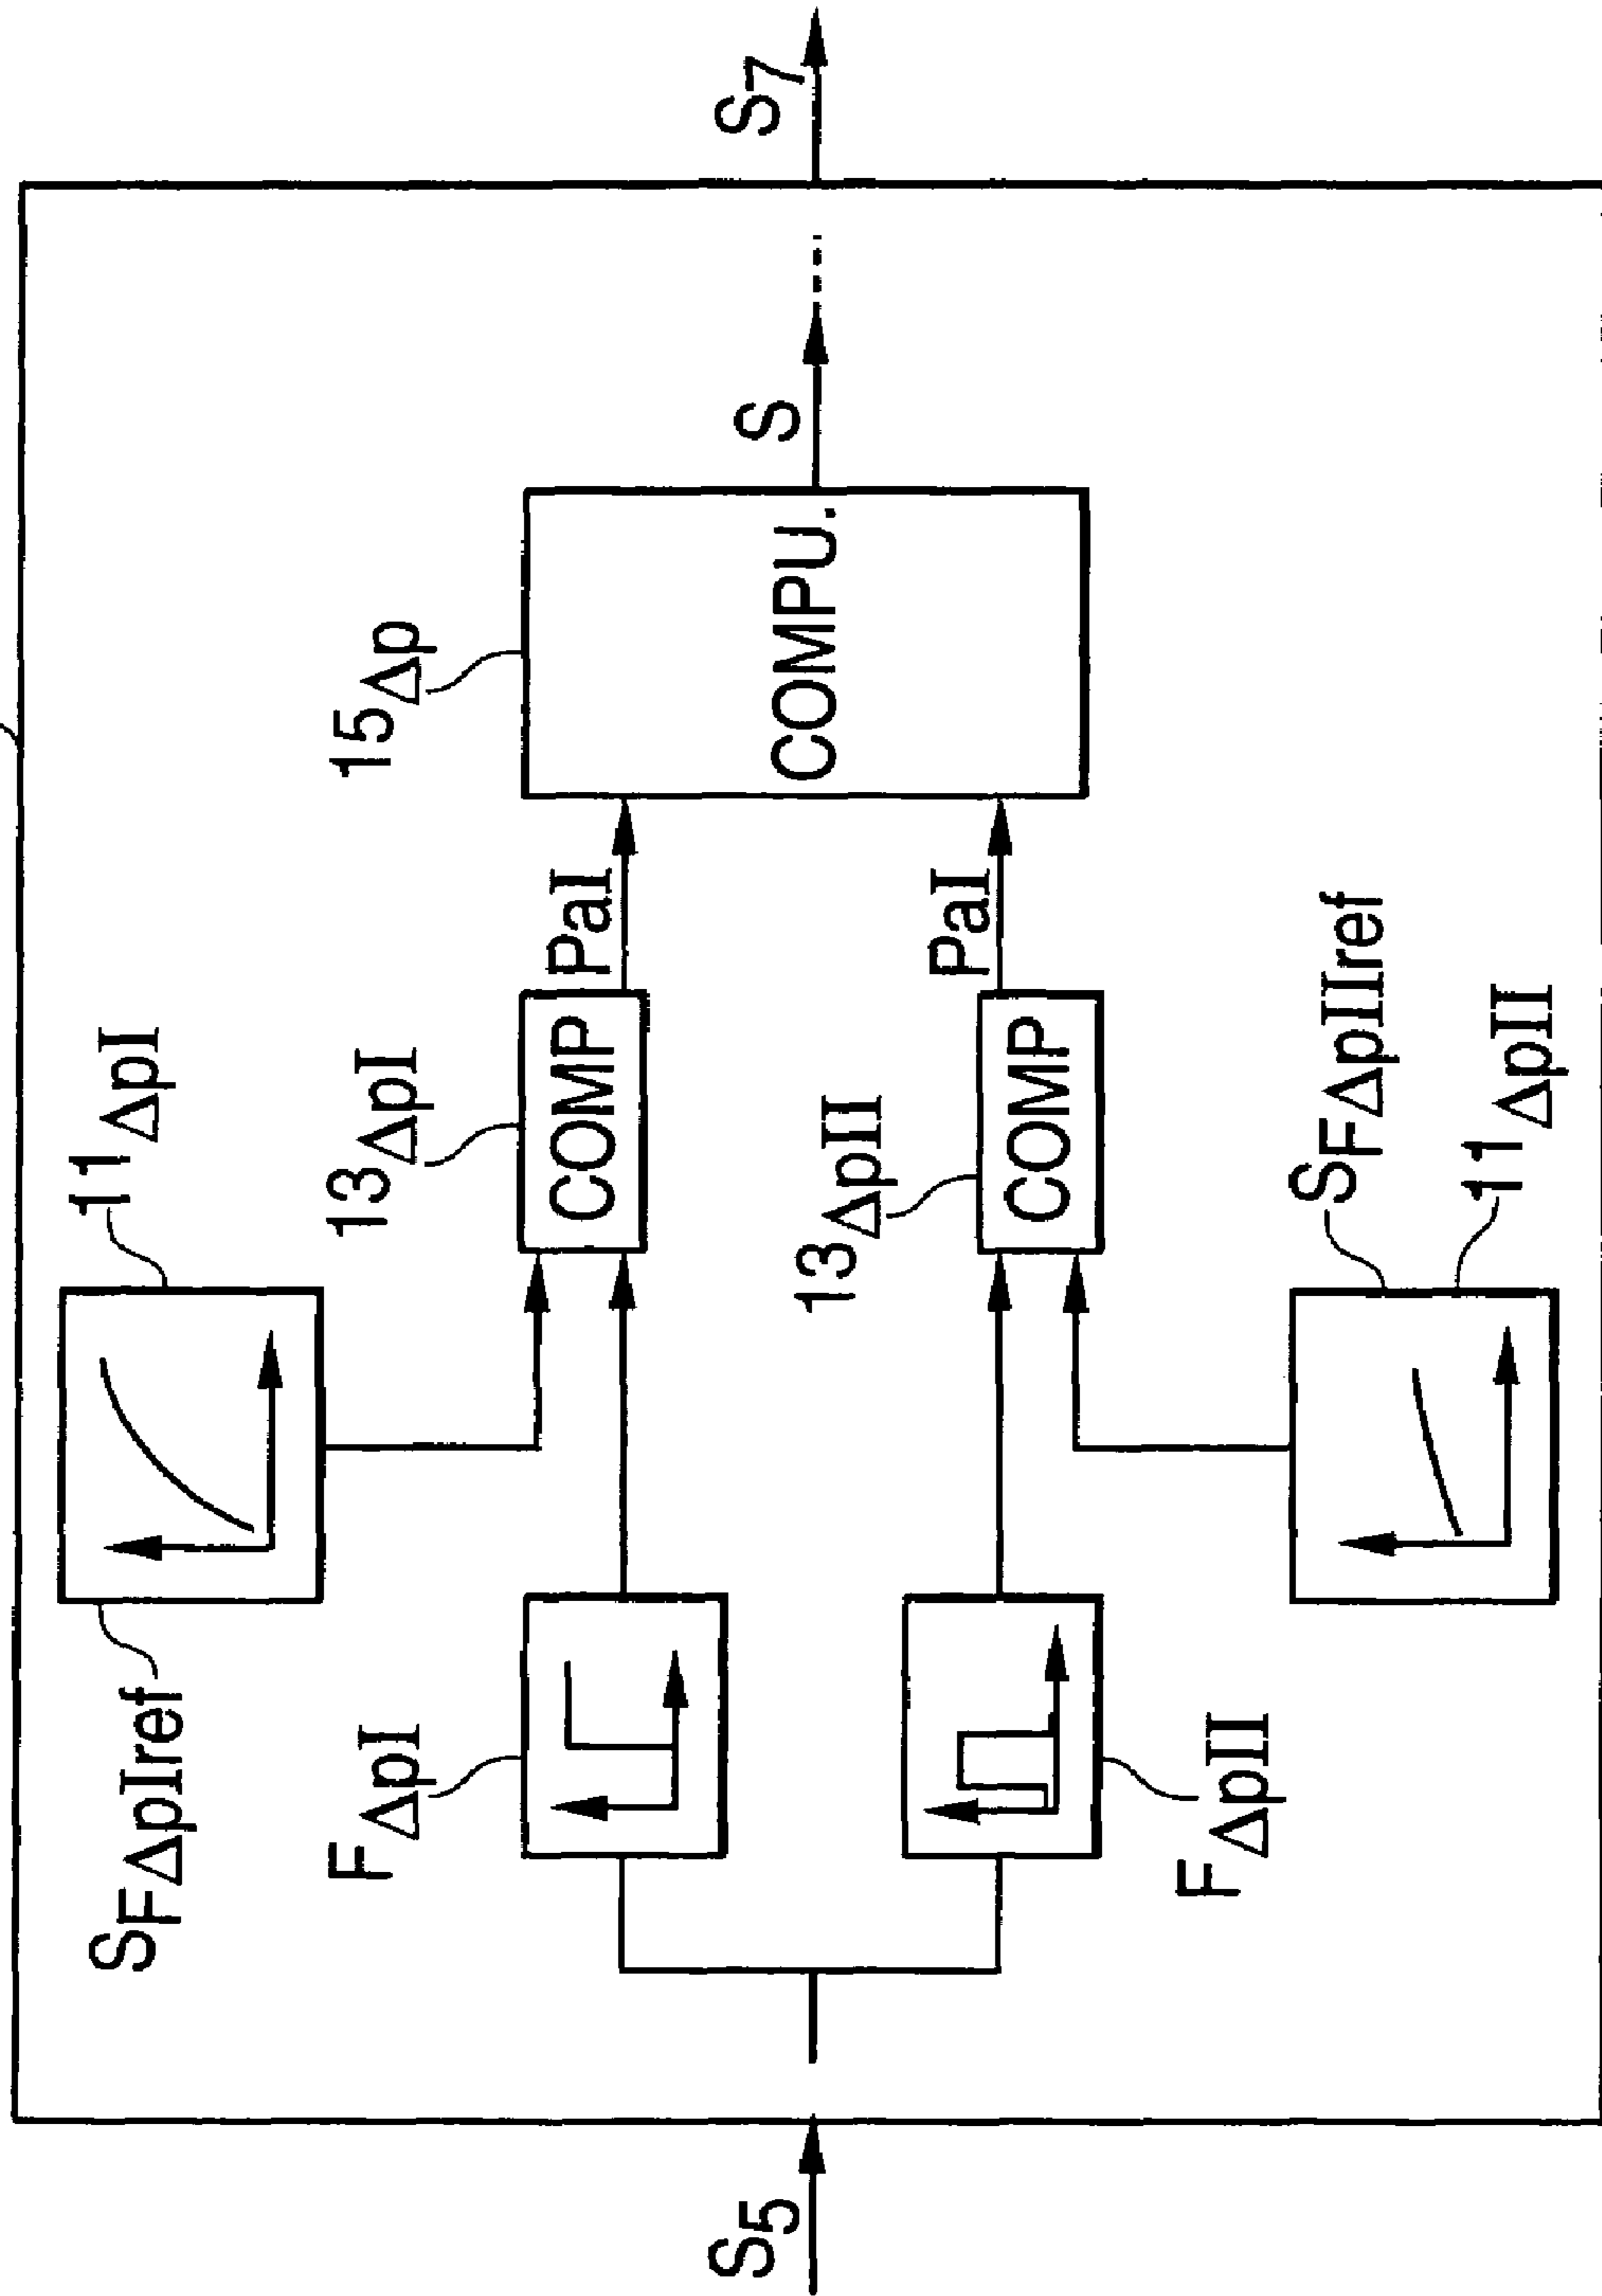 11ΔpI
SFΔpIref
13ΔpI
15Δp
FΔpI
COMP
PaI
COMPU.
S5
S
S7
13ΔpII
COMP
PaI
FΔpII
SFΔpIIref
11ΔpII